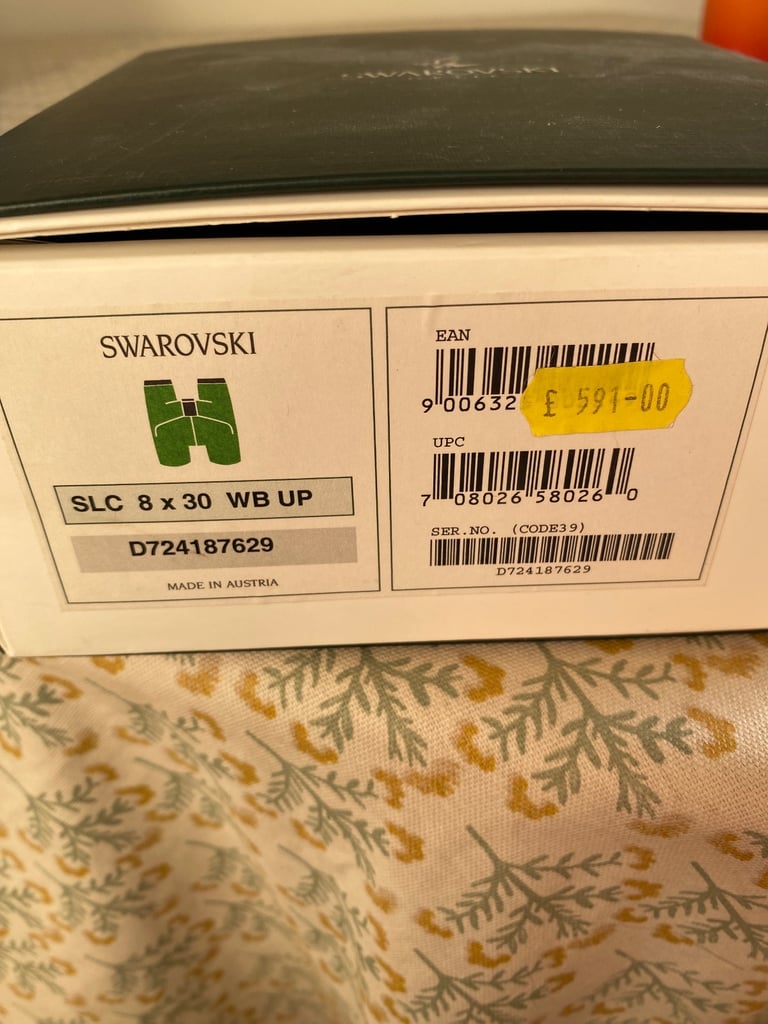 SWAROVSKI
SWAROVSKI
SLC 8 x 30 WB UP
D724187629
MADE IN AUSTRIA
EAN
9 00632
£ 591-00
UPC
7 08026 58026 0
SER.NO. (CODE39)
D724187629